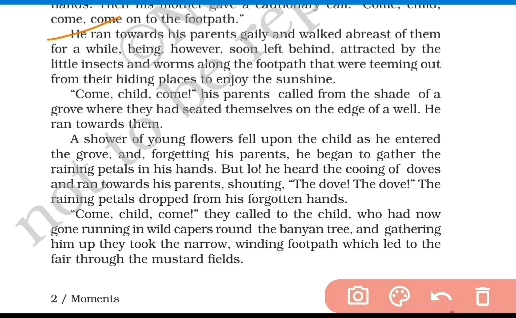 come, come on to the footpath."
He ran towards his parents gaily and walked abreast of them
for a while, being, however, soon left behind, attracted by the
little insects and worms along the footpath that were teeming out
from their hiding places to enjoy the sunshine.
"Come, child, come!" his parents called from the shade of a
grove where they had seated themselves on the edge of a well. He
ran towards them.
A shower of young flowers fell upon the child as he entered
the grove, and, forgetting his parents, he began to gather the
raining petals in his hands. But lo! he heard the cooing of doves
and ran towards his parents, shouting, "The dove! The dove!" The
raining petals dropped from his forgotten hands.
"Come, child, come!" they called to the child, who had now
gone running in wild capers round the banyan tree, and gathering
him up they took the narrow, winding footpath which led to the
fair through the mustard fields.
2 / Moments
not to be rep